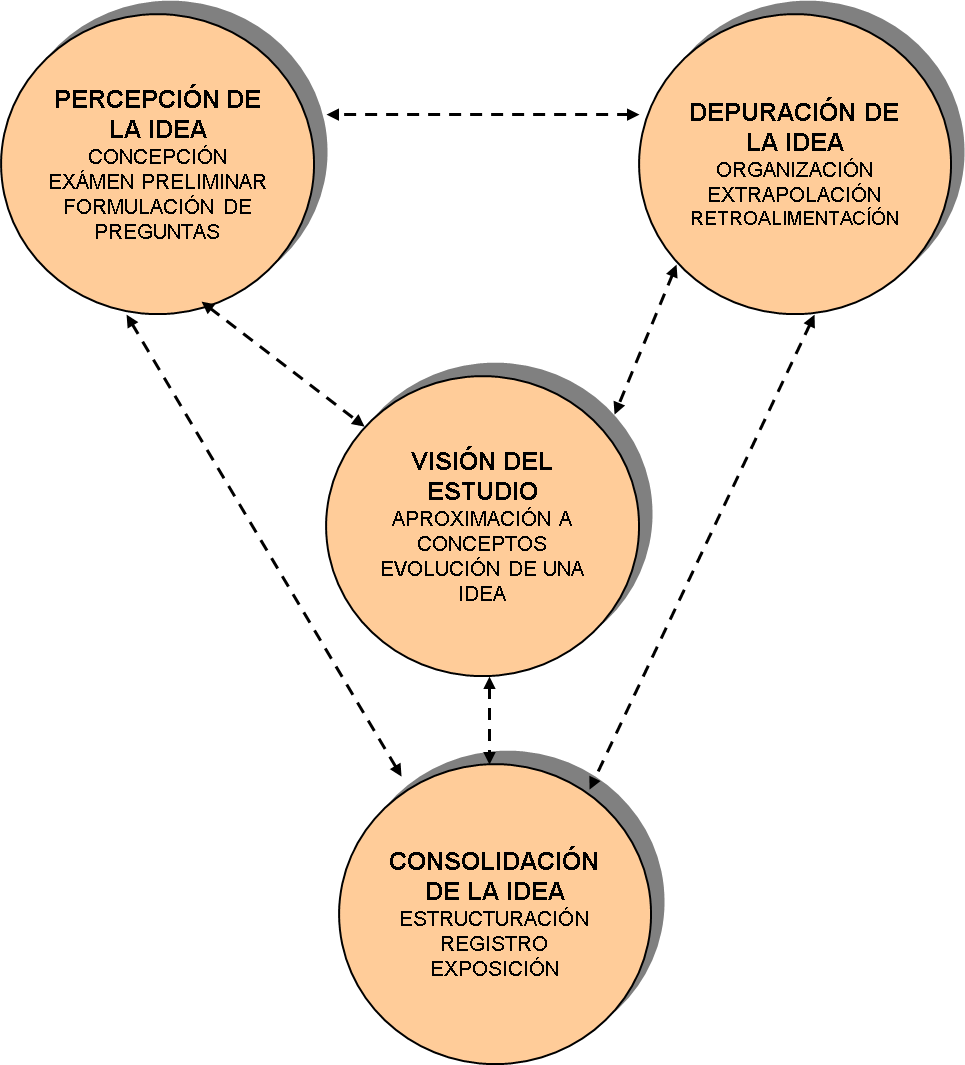 PERCEPCIÓN DE
LA IDEA
CONCEPCIÓN
EXÁMEN PRELIMINAR
FORMULACIÓN DE
PREGUNTAS
DEPURACIÓN DE
LA IDEA
ORGANIZACIÓN
EXTRAPOLACIÓN
RETROALIMENTACÍÓN
VISIÓN DEL
ESTUDIO
APROXIMACIÓN A
CONCEPTOS
EVOLUCIÓN DE UNA
IDEA
CONSOLIDACIÓN
DE LA IDEA
ESTRUCTURACIÓN
REGISTRO
EXPOSICIÓN